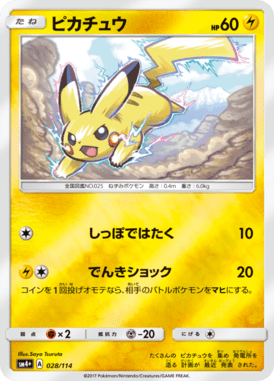 たね ピカチュウ HP60
全国図鑑NO.025 ねずみポケモン 高さ:0.4m 重さ:6.0kg
しっぽではたく 10
でんきショック 20
コインを1回投げオモテなら、相手のバトルポケモンをマヒにする。
弱点 ×2 抵抗力 -20 にげる
Illus.Saya Tsuruta
SM4+ A 028/114
たくさんの ピカチュウを 集め 発電所を
造る 計画が 最近 発表 された。
©2017 Pokémon/Nintendo/Creatures/GAME FREAK.